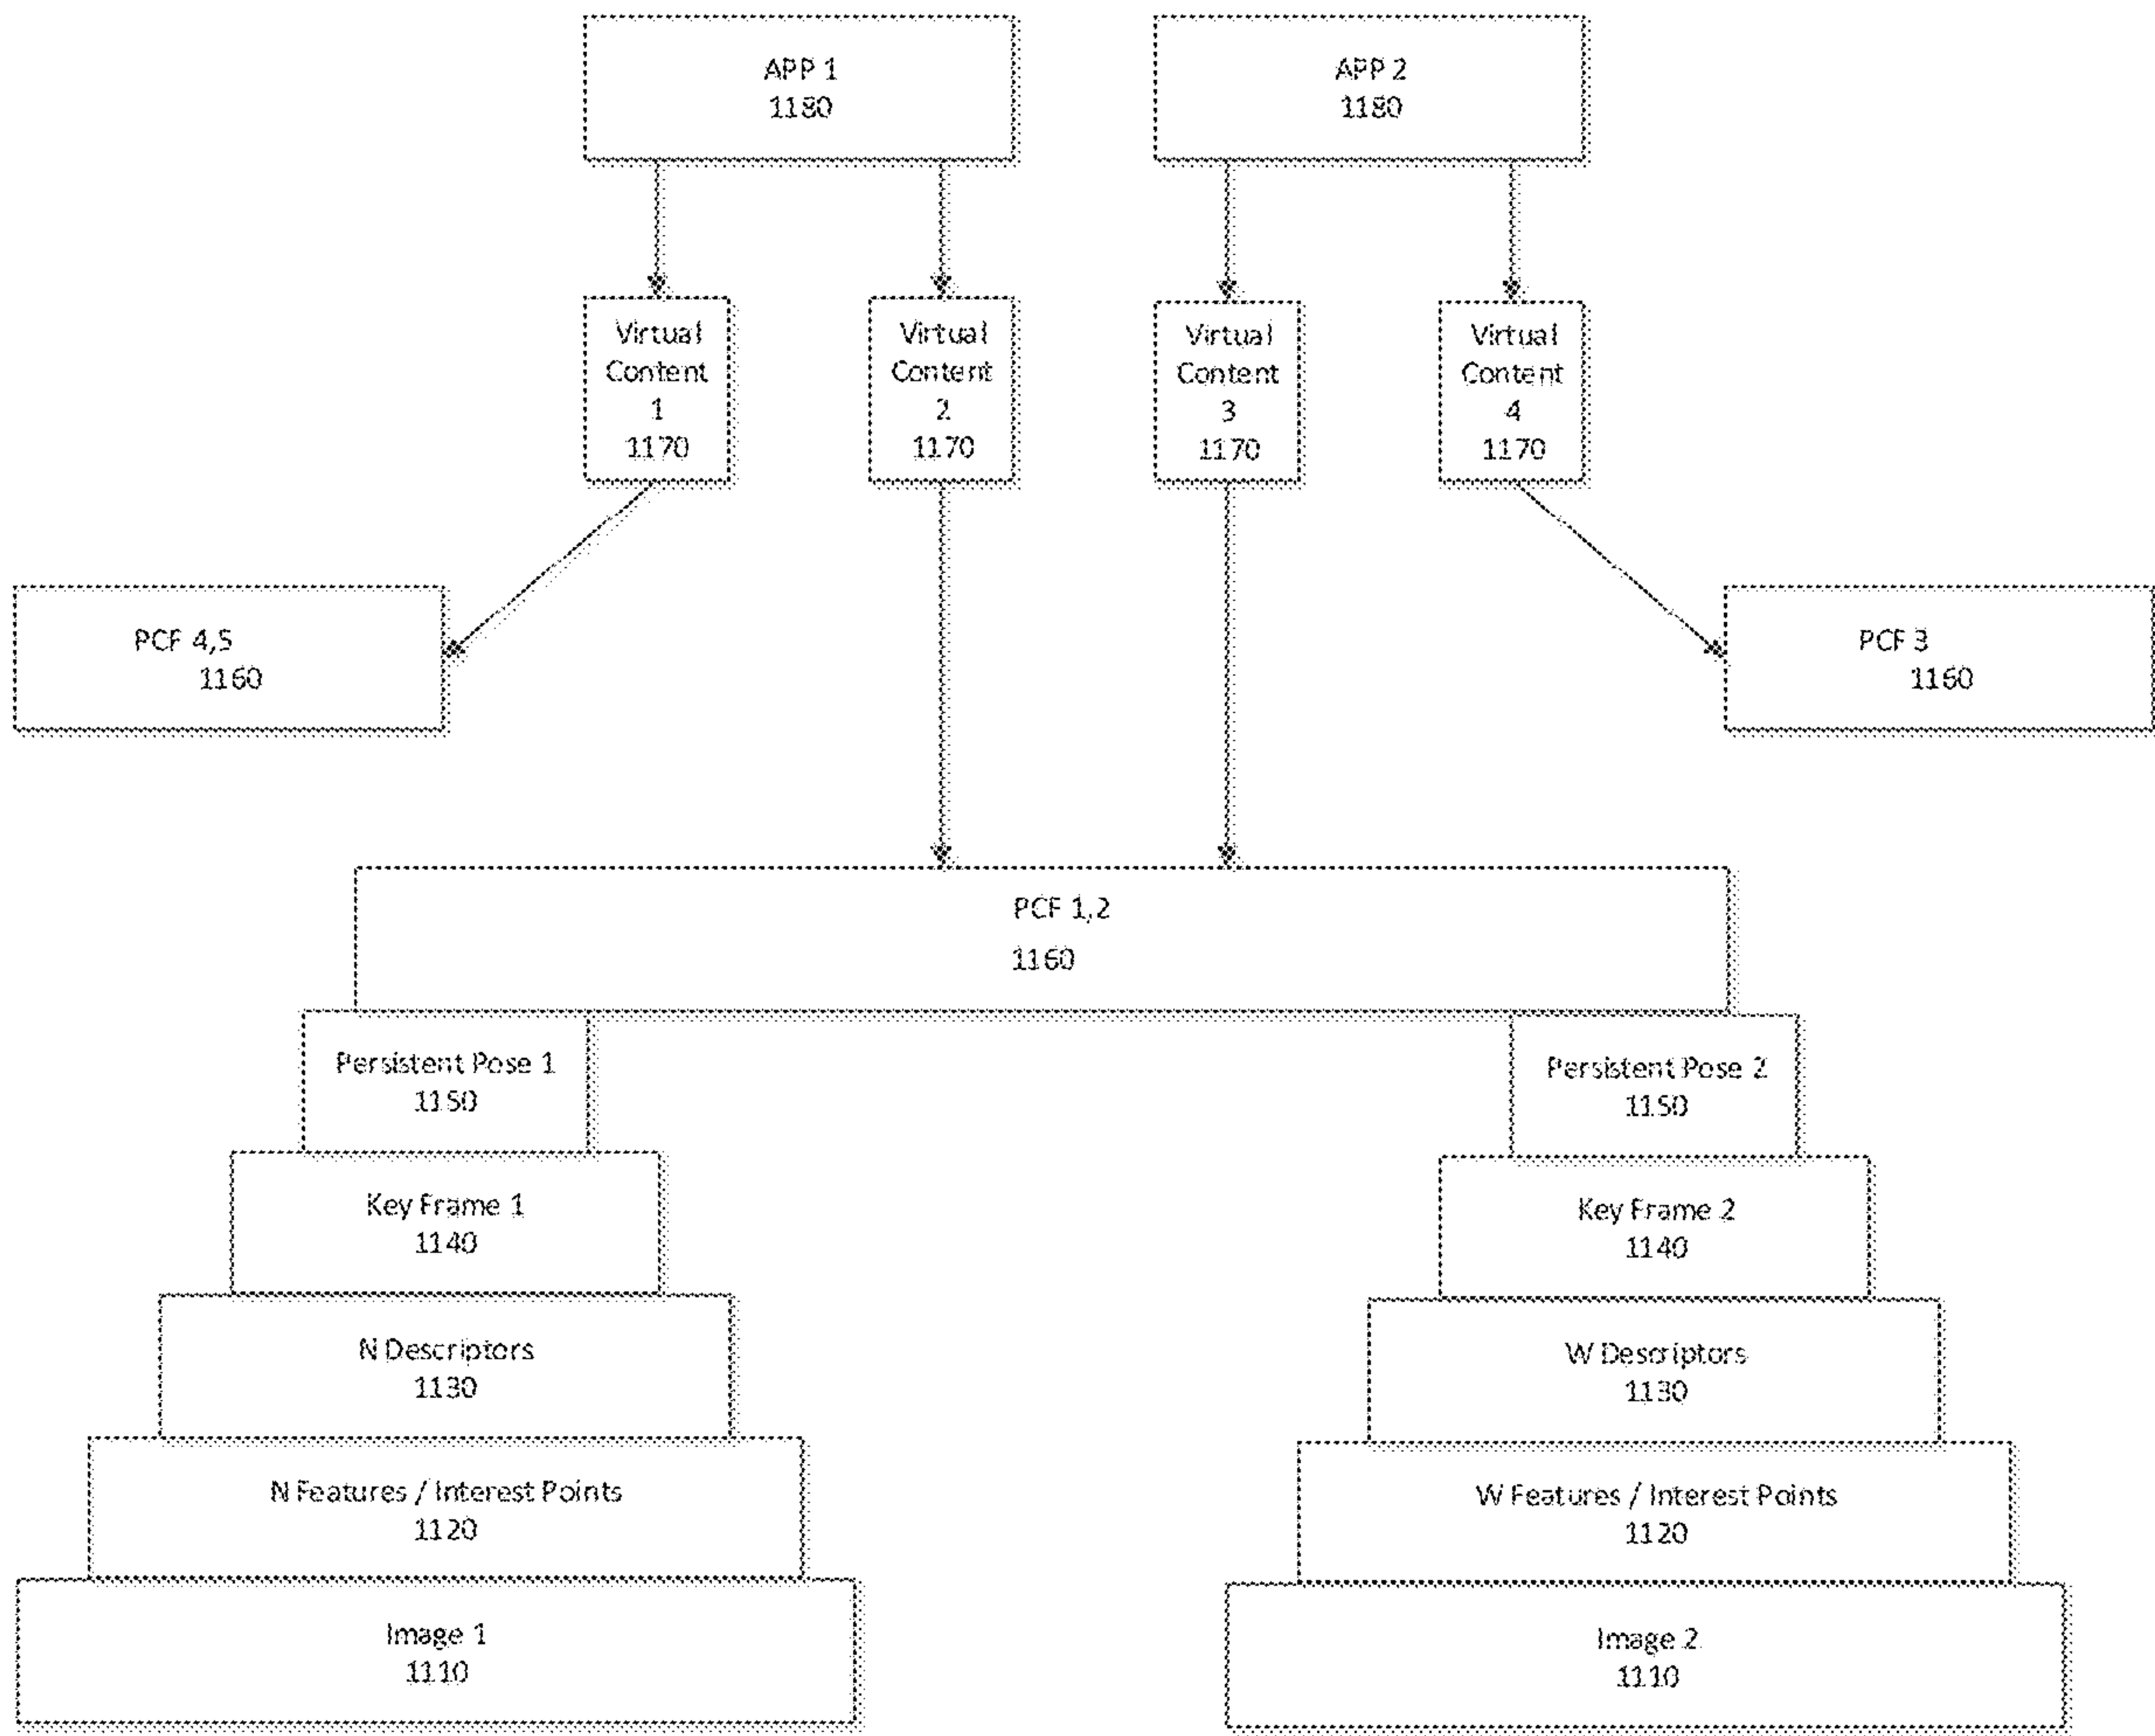 APP 1
1180
APP 2
1180
Virtual
Content
1
1170
Virtual
Content
2
1170
Virtual
Content
3
1170
Virtual
Content
4
1170
PCF 4,5
1160
PCF 3
1160
PCF 1,2
1160
Persistent Pose 1
1150
Key Frame 1
1140
N Descriptors
1130
N Features / Interest Points
1120
Image 1
1110
Persistent Pose 2
1150
Key Frame 2
1140
W Descriptors
1130
W Features / Interest Points
1120
Image 2
1110